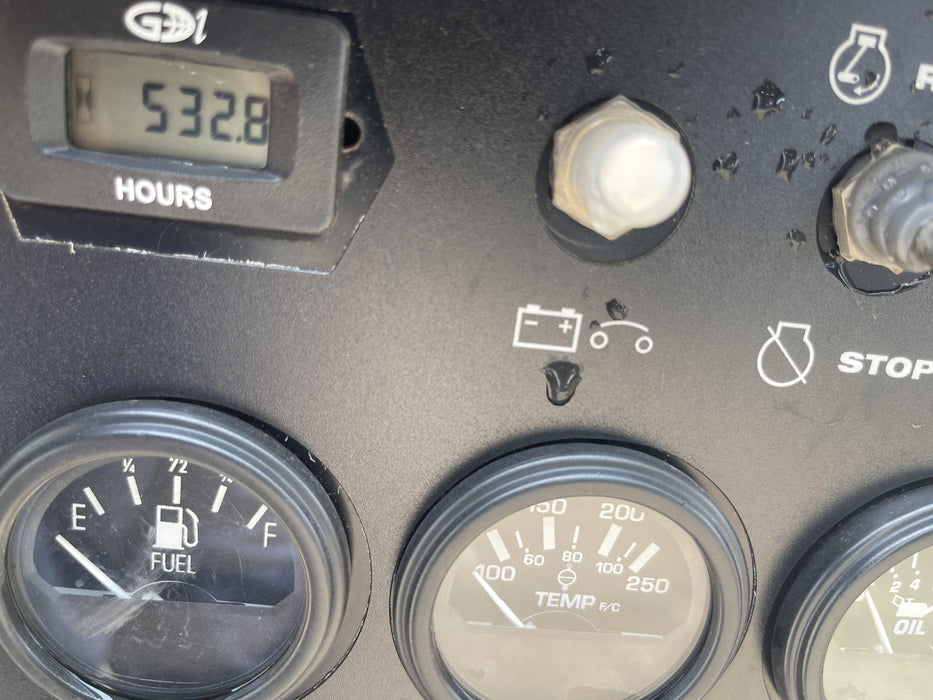 532.8
HOURS
STOP
1/4
1/2
E
F
FUEL
150
200
60
80
100
100
250
TEMP F/C
2 4
OIL